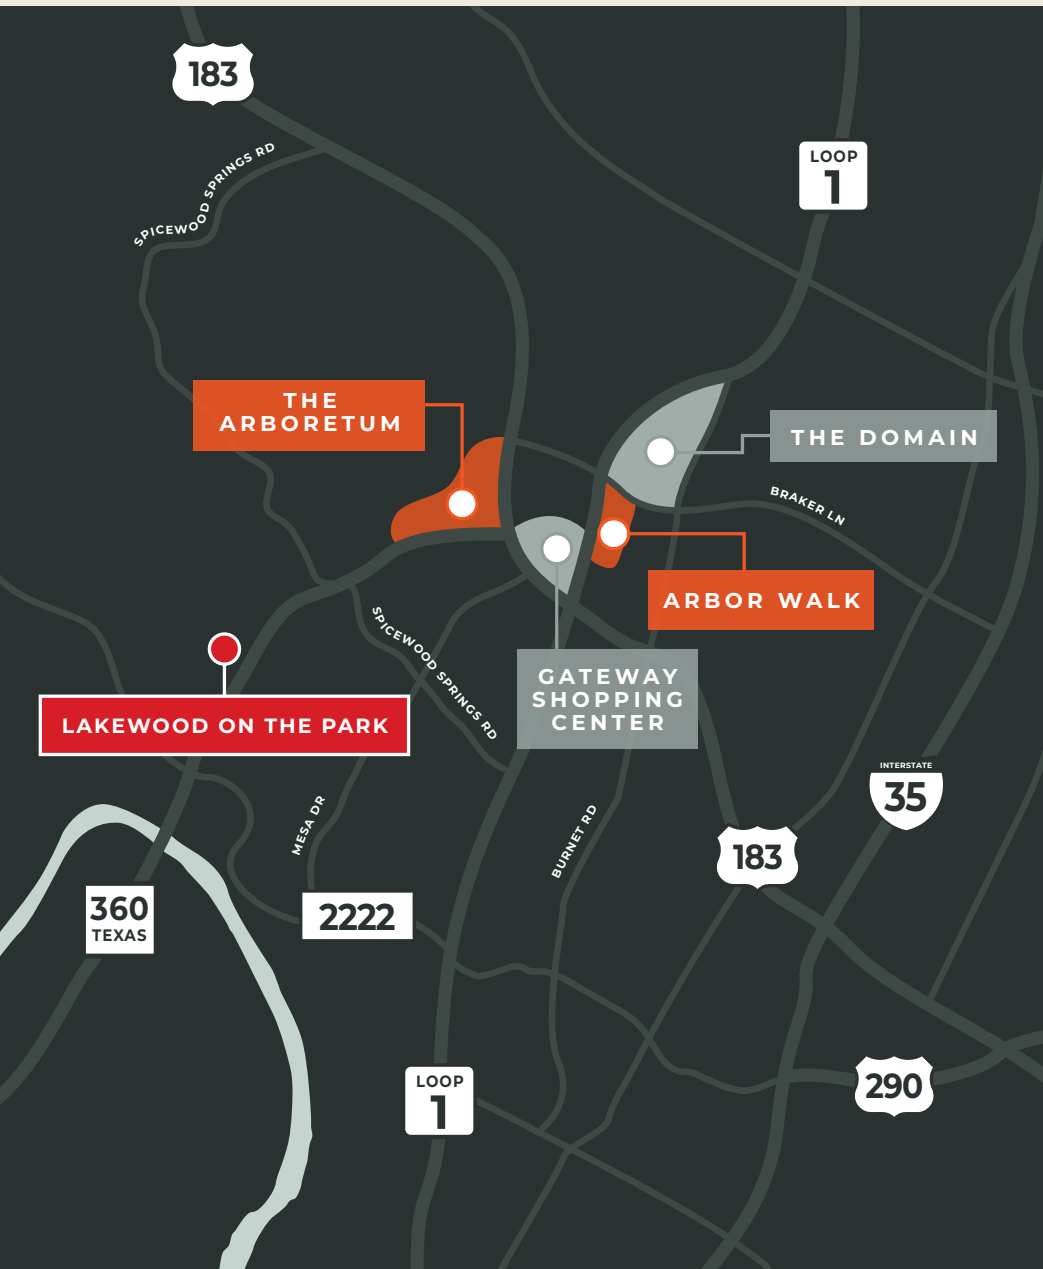 183
SPICEWOOD SPRINGS RD
LOOP
1
THE
ARBORETUM
THE DOMAIN
BRAKER LN
ARBOR WALK
SPICEWOOD SPRINGS RD
GATEWAY
SHOPPING
CENTER
LAKEWOOD ON THE PARK
INTERSTATE
35
MESA DR
BURNET RD
183
360
TEXAS
2222
LOOP
1
290